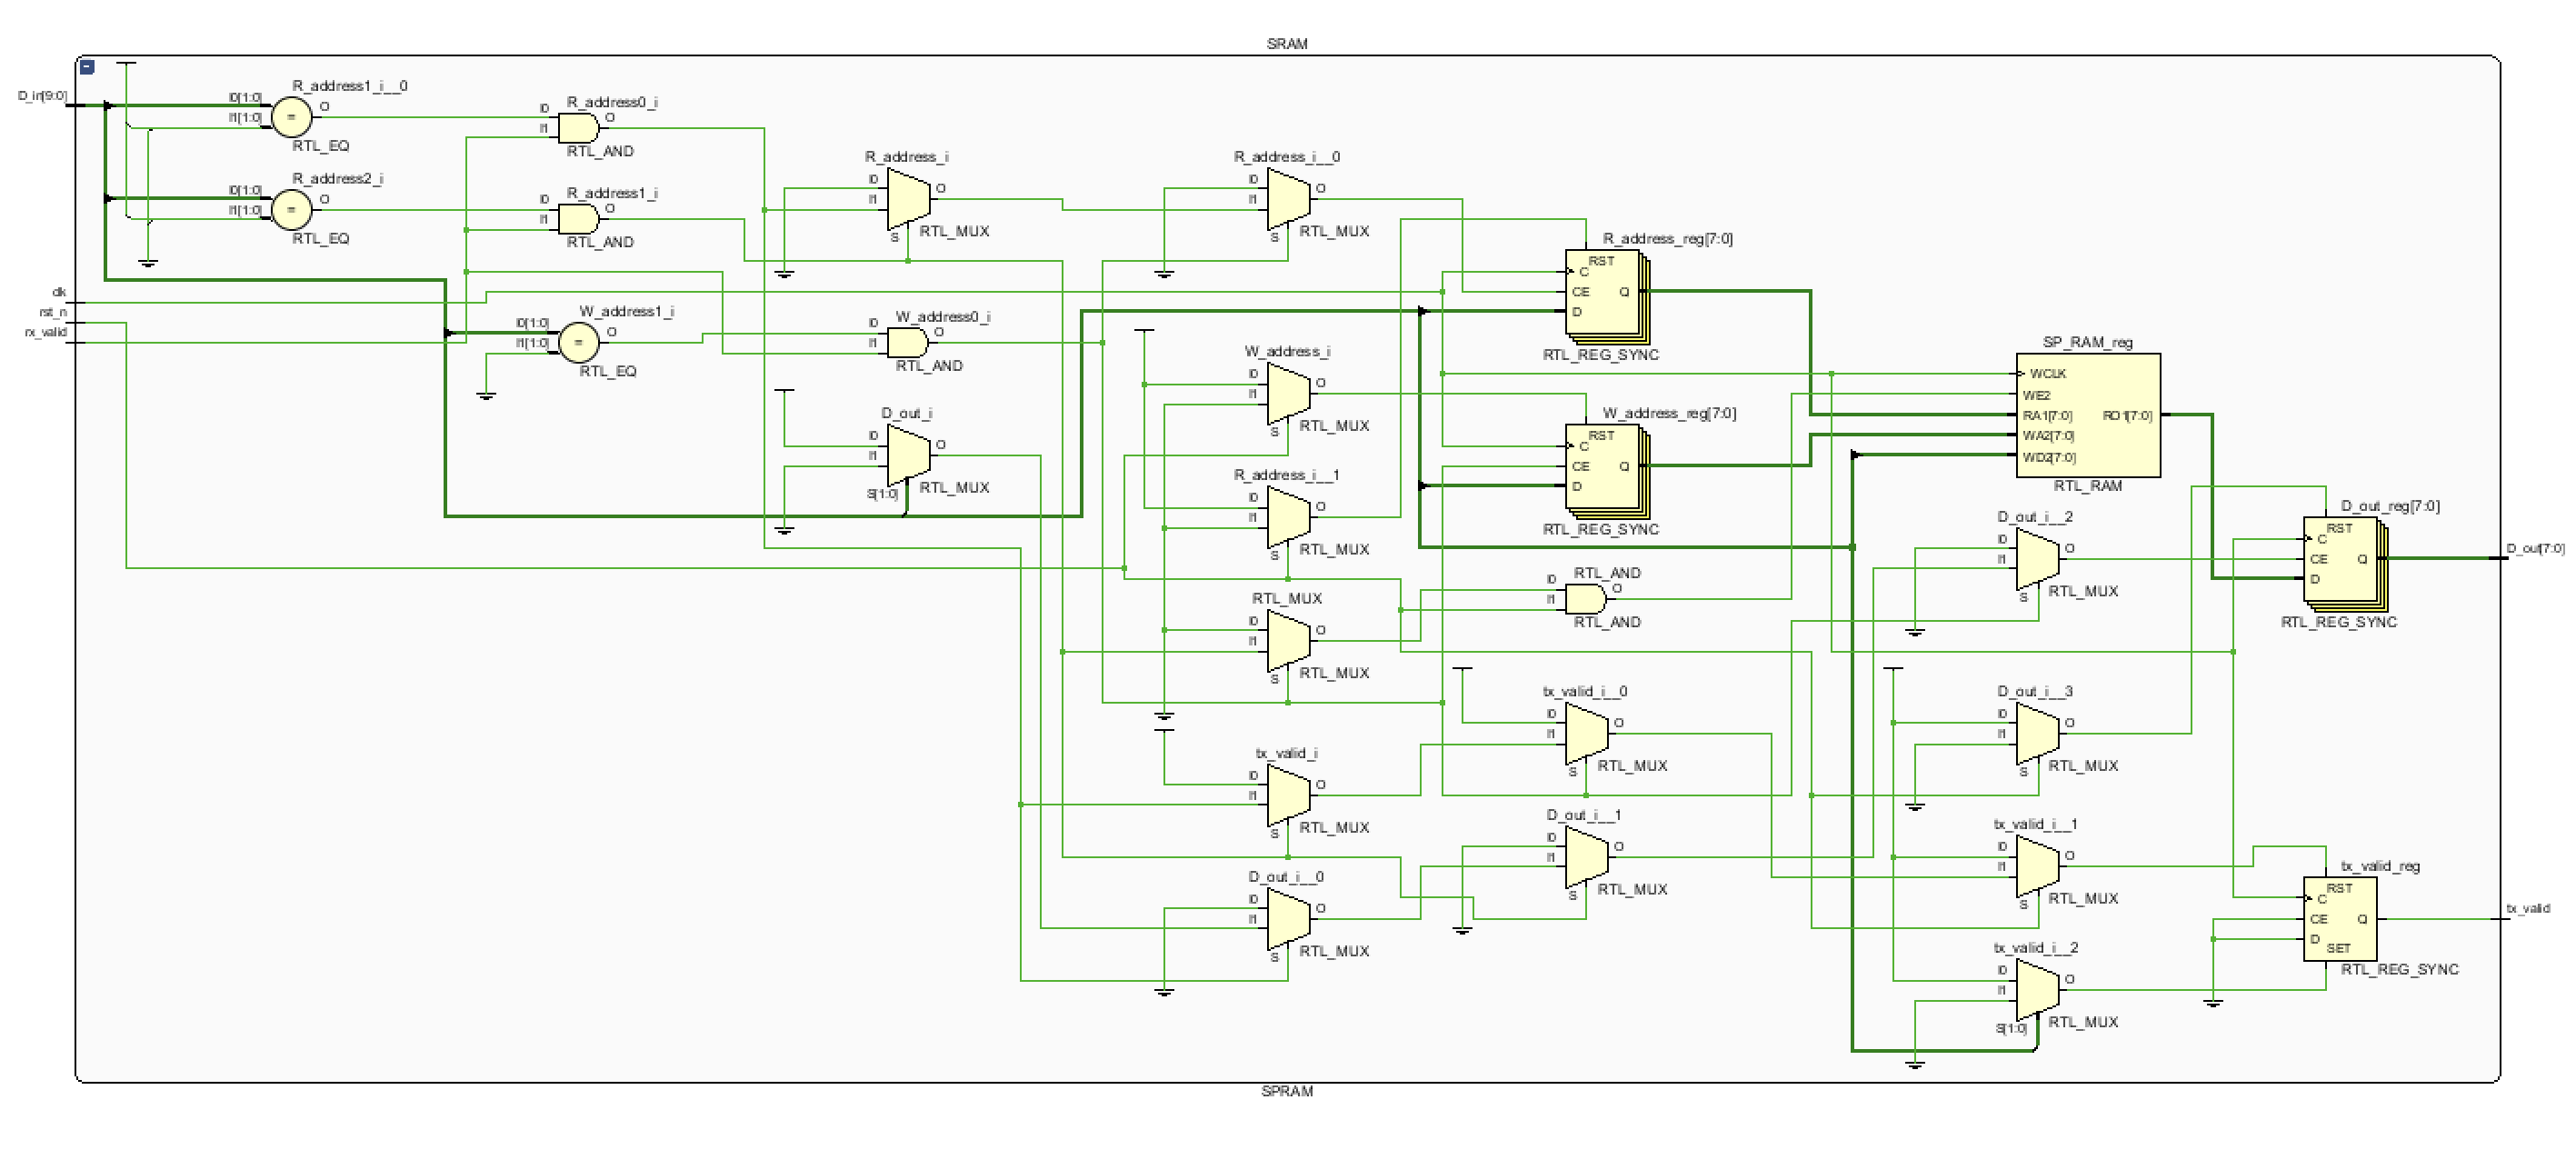 SRAM
D_in[9:0]
clk
rst_n
rx_valid
R_address1_i__0
I0[1:0]
I1[1:0]
=
O
RTL_EQ
R_address2_i
I0[1:0]
I1[1:0]
=
O
RTL_EQ
R_address0_i
I0
I1
O
RTL_AND
R_address1_i
I0
I1
O
RTL_AND
W_address1_i
I0[1:0]
I1[1:0]
=
O
RTL_EQ
R_address_i
I0
I1
O
S
RTL_MUX
W_address0_i
I0
I1
O
RTL_AND
D_out_i
I0
I1
O
S[1:0]
RTL_MUX
R_address_i__0
I0
I1
O
S
RTL_MUX
W_address_i
I0
I1
O
S
RTL_MUX
R_address_i__1
I0
I1
O
S
RTL_MUX
RTL_MUX
I0
I1
O
S
RTL_MUX
tx_valid_i
I0
I1
O
S
RTL_MUX
D_out_i__0
I0
I1
O
S
RTL_MUX
R_address_reg[7:0]
RST
C
CE
Q
D
RTL_REG_SYNC
W_address_reg[7:0]
RST
C
CE
Q
D
RTL_REG_SYNC
RTL_AND
I0
I1
O
RTL_AND
tx_valid_i__0
I0
I1
O
S
RTL_MUX
D_out_i__1
I0
I1
O
S
RTL_MUX
SP_RAM_reg
WCLK
WE2
RA1[7:0]
RO1[7:0]
WA2[7:0]
WD2[7:0]
RTL_RAM
D_out_i__2
I0
I1
O
S
RTL_MUX
D_out_i__3
I0
I1
O
S
RTL_MUX
tx_valid_i__1
I0
I1
O
S
RTL_MUX
tx_valid_i__2
I0
I1
O
S[1:0]
RTL_MUX
D_out_reg[7:0]
RST
C
CE
Q
D
RTL_REG_SYNC
tx_valid_reg
RST
C
CE
Q
D
SET
RTL_REG_SYNC
D_out[7:0]
tx_valid
SPRAM